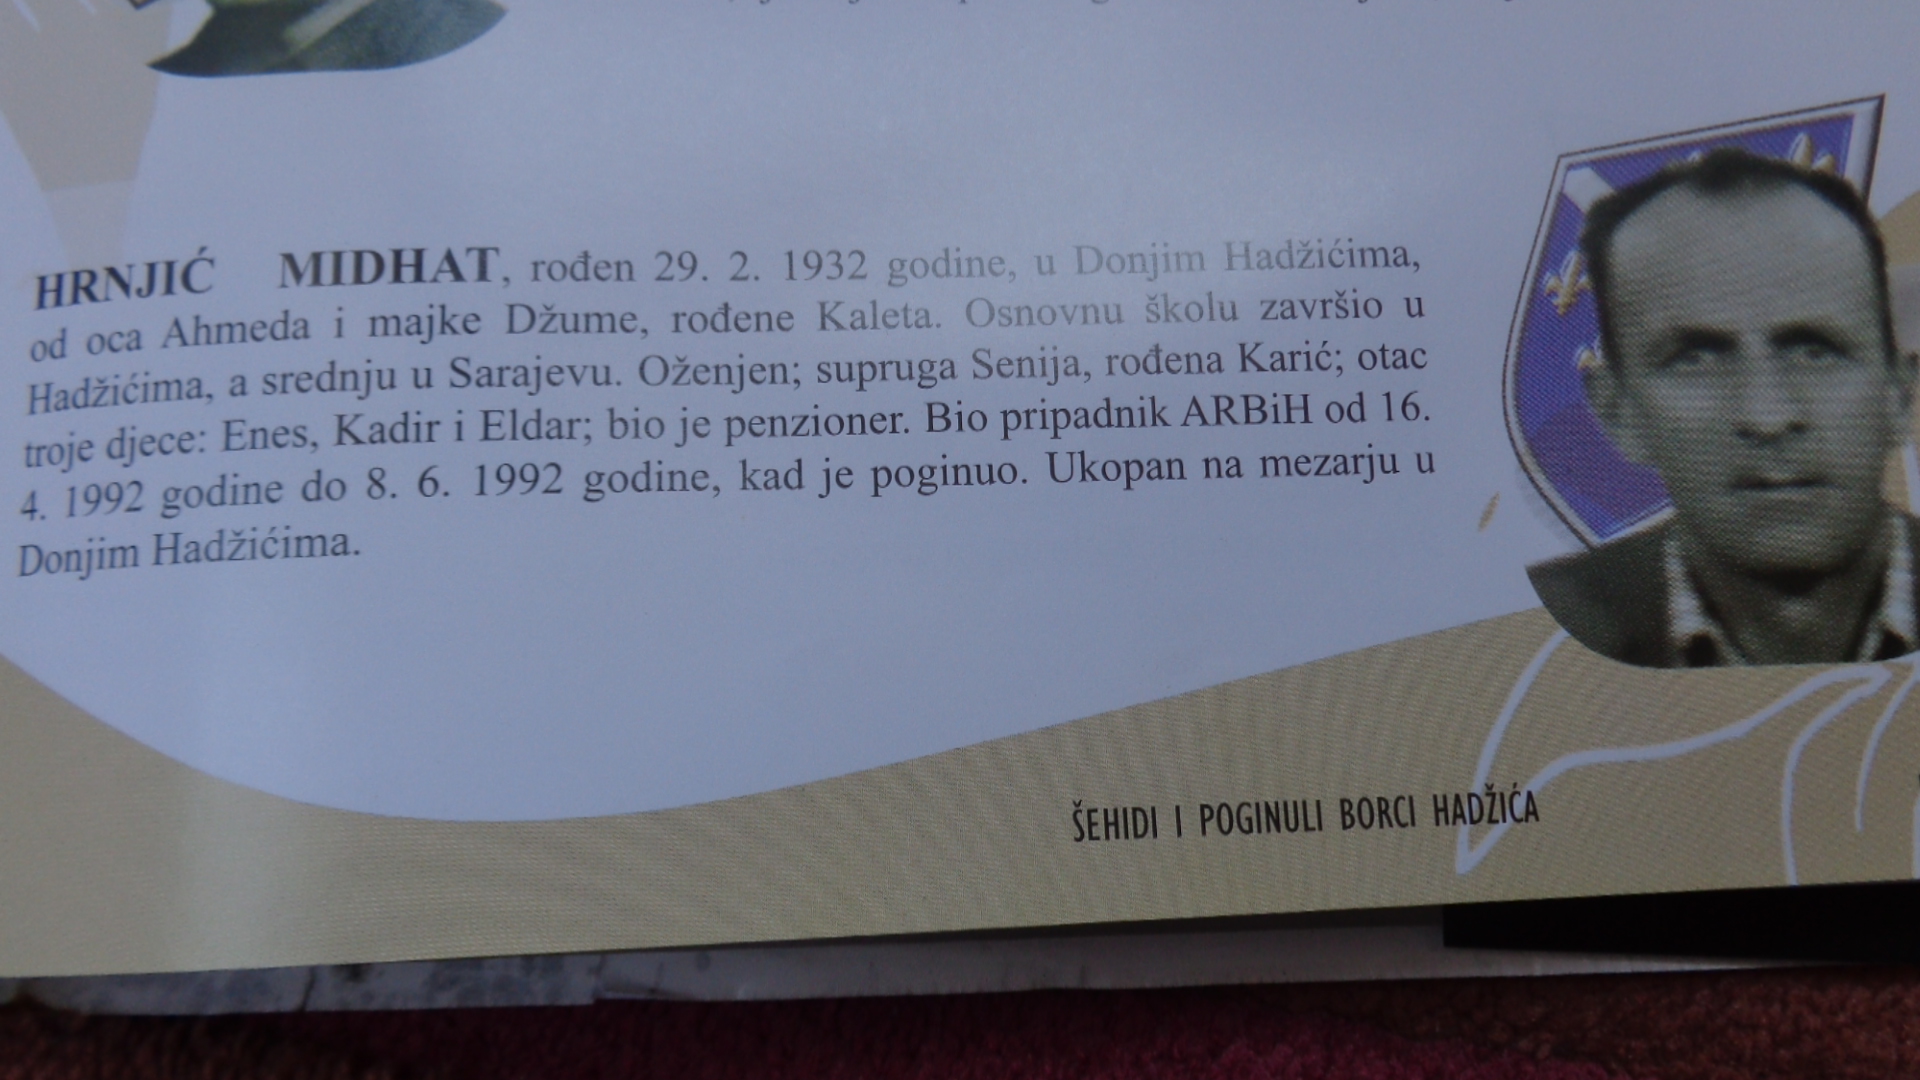 HRNJIĆ MIDHAT, rođen 29. 2. 1932 godine, u Donjim Hadžićima,
od oca Ahmeda i majke Džume, rođene Kaleta. Osnovnu školu završio u
Hadžićima, a srednju u Sarajevu. Oženjen; supruga Senija, rođena Karić; otac
troje djece: Enes, Kadir i Eldar; bio je penzioner. Bio pripadnik ARBiH od 16.
4. 1992 godine do 8. 6. 1992 godine, kad je poginuo. Ukopan na mezarju u
Donjim Hadžićima.
ŠEHIDI I POGINULI BORCI HADŽIĆA